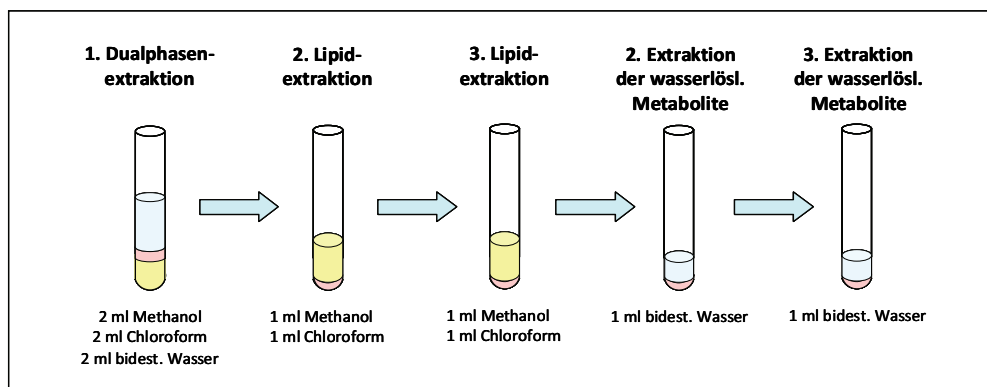 1. Dualphasen-
extraktion
2. Lipid-
extraktion
3. Lipid-
extraktion
2. Extraktion
der wasserlösl.
Metabolite
3. Extraktion
der wasserlösl.
Metabolite
2 ml Methanol
2 ml Chloroform
2 ml bidest. Wasser
1 ml Methanol
1 ml Chloroform
1 ml Methanol
1 ml Chloroform
1 ml bidest. Wasser
1 ml bidest. Wasser